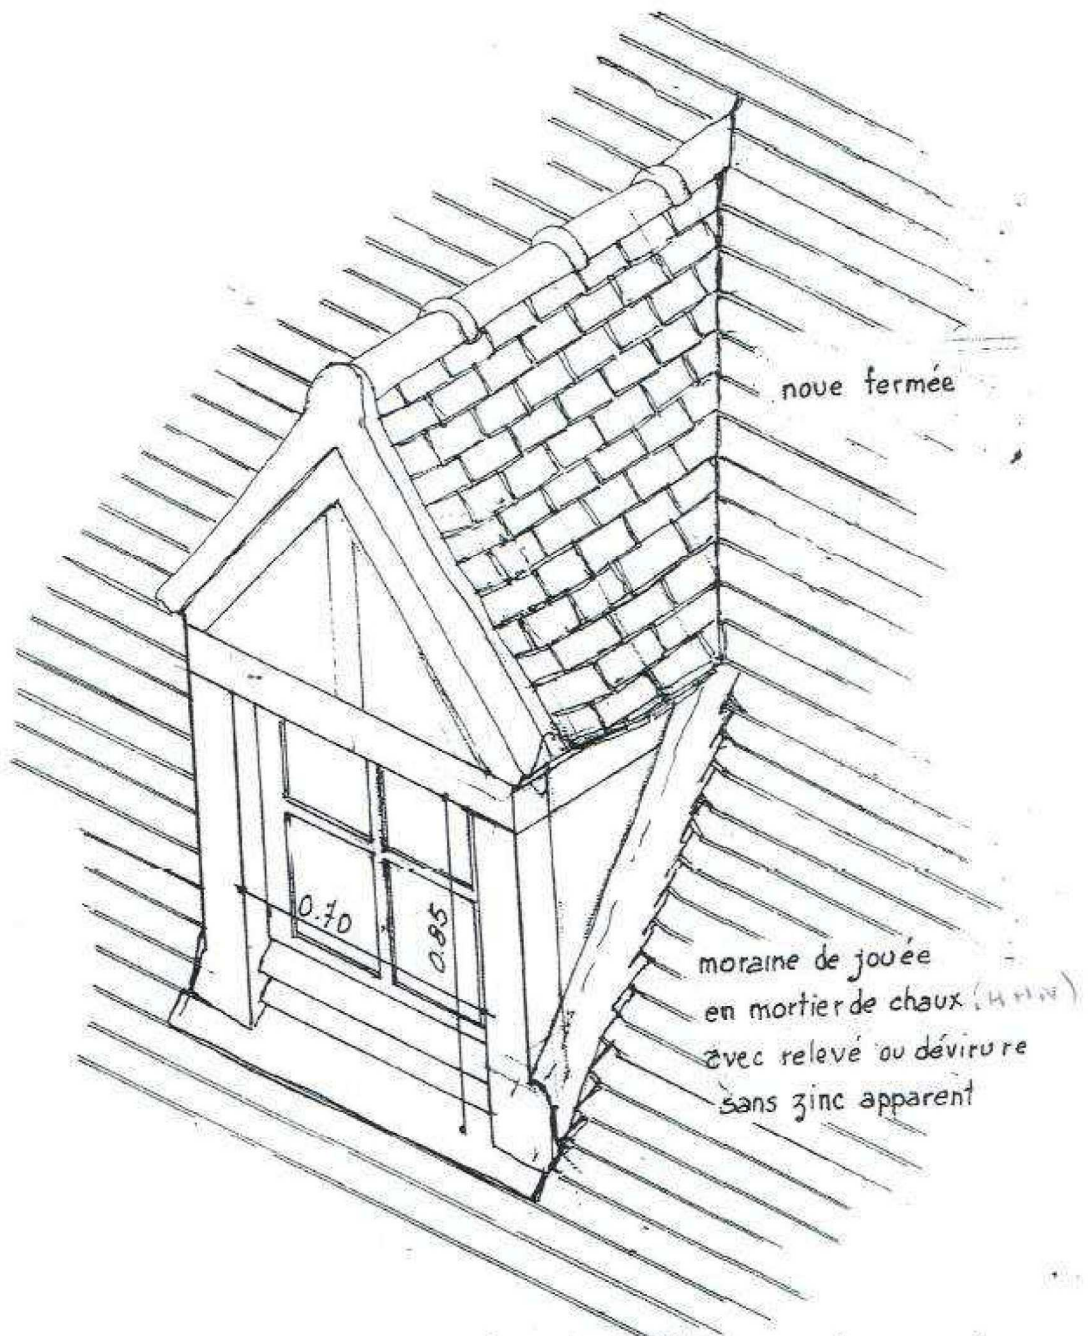 noue fermée
0.70
0.85
moraine de jouée
en mortier de chaux
avec relevé ou dévirure
sans zinc apparent